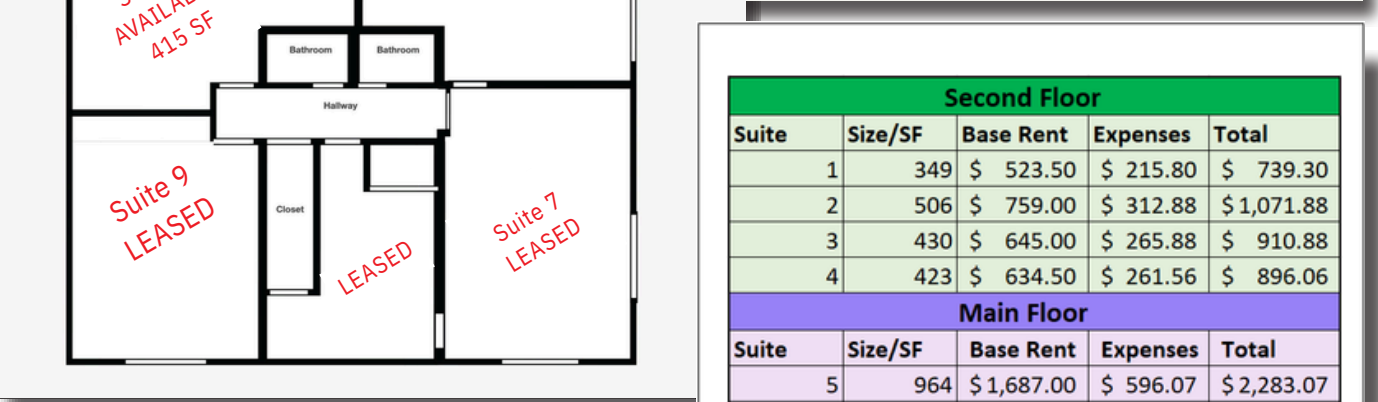 415 SF
Bathroom
Bathroom
Hallway
Suite 9
LEASED
Closet
LEASED
Suite 7
LEASED
Second Floor
Suite Size/SF Base Rent Expenses Total
1 349 $ 523.50 $ 215.80 $ 739.30
2 506 $ 759.00 $ 312.88 $1,071.88
3 430 $ 645.00 $ 265.88 $ 910.88
4 423 $ 634.50 $ 261.56 $ 896.06
Main Floor
Suite Size/SF Base Rent Expenses Total
5 964 $1,687.00 $ 596.07 $2,283.07